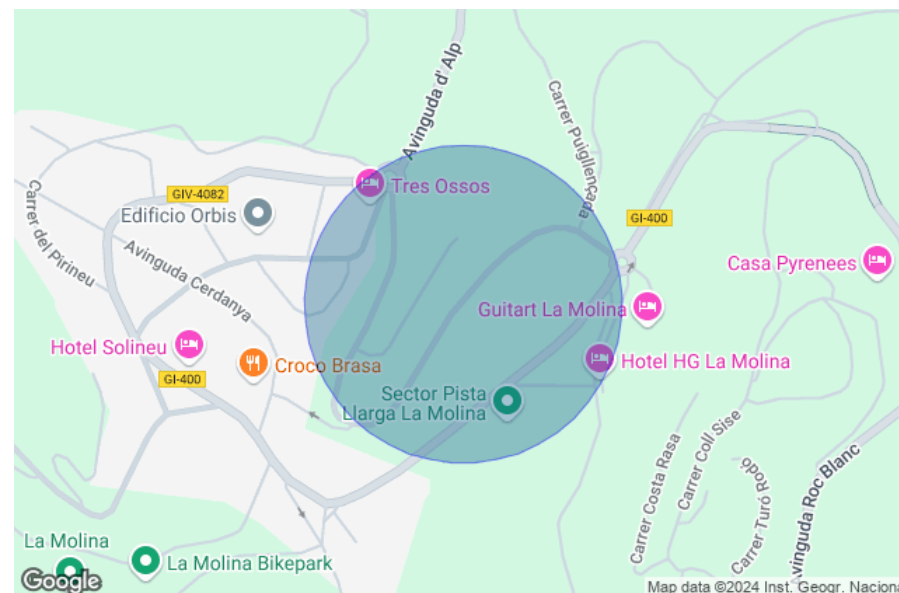 Avinguda d' Alp
Carrer Puigllençada
Tres Ossos
GIV-4082
Edificio Orbis
GI-400
Carrer del Pirineu
Avinguda Cerdanya
Casa Pyrenees
Guitart La Molina
Hotel Solineu
Croco Brasa
Hotel HG La Molina
GI-400
Sector Pista
Llarga La Molina
Carrer Costa Rasa
Carrer Coll Sise
Carrer Turó Rodó
Avinguda Roc Blanc
La Molina
La Molina Bikepark
Google
Map data ©2024 Inst. Geogr. Naciona